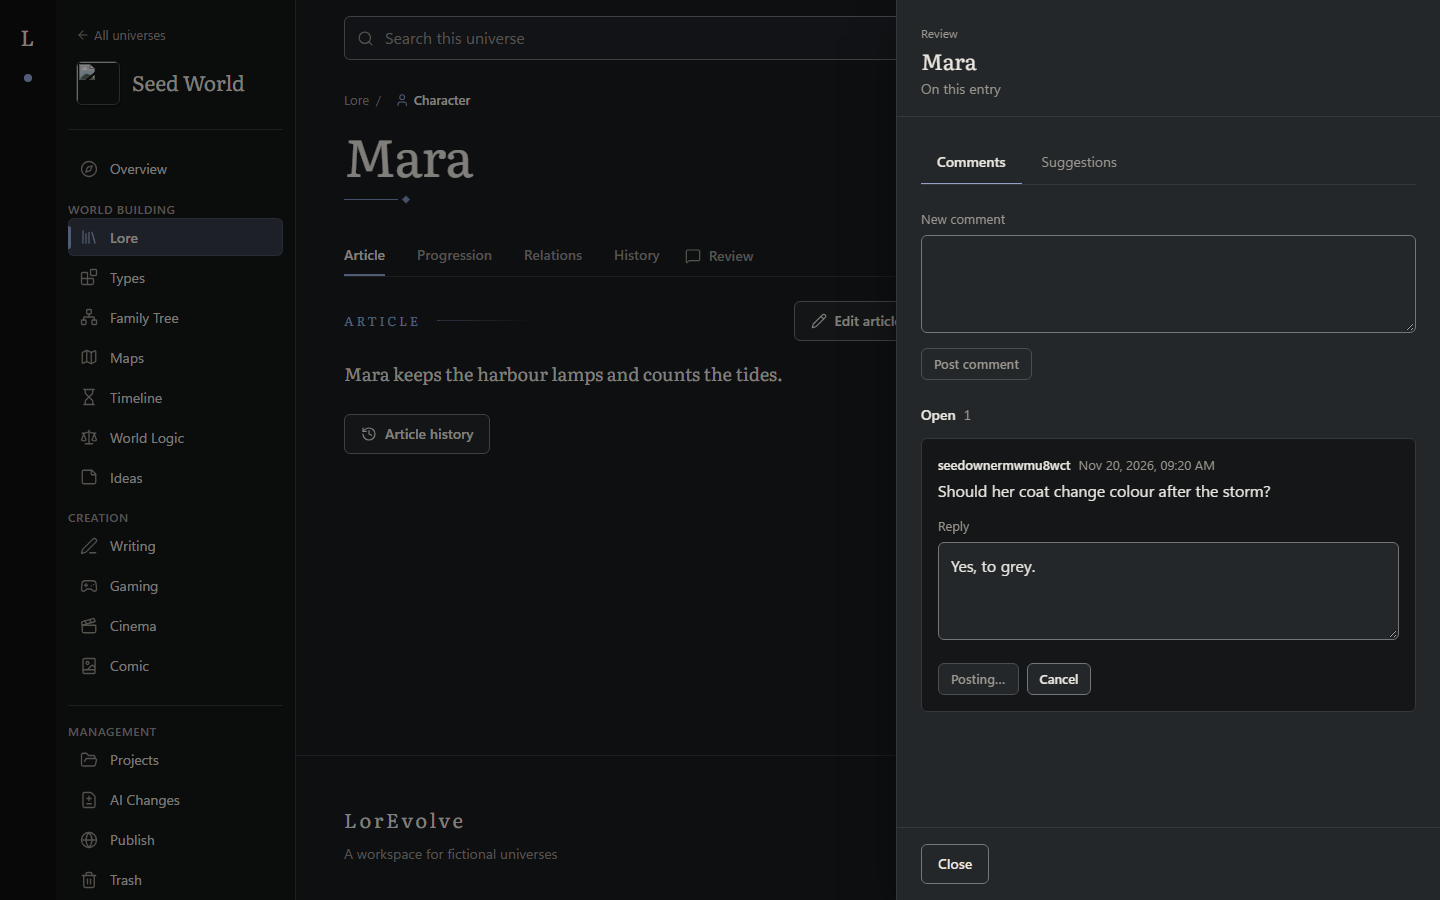 L
All universes
Seed World
Overview
WORLD BUILDING
Lore
Types
Family Tree
Maps
Timeline
World Logic
Ideas
CREATION
Writing
Gaming
Cinema
Comic
MANAGEMENT
Projects
AI Changes
Publish
Trash
Search this universe
Lore / Character
Mara
Article Progression Relations History Review
ARTICLE
Edit article
Mara keeps the harbour lamps and counts the tides.
Article history
LorEvolve
A workspace for fictional universes
Review
Mara
On this entry
Comments Suggestions
New comment
Post comment
Open 1
seedownermwmu8wct Nov 20, 2026, 09:20 AM
Should her coat change colour after the storm?
Reply
Yes, to grey.
Posting... Cancel
Close